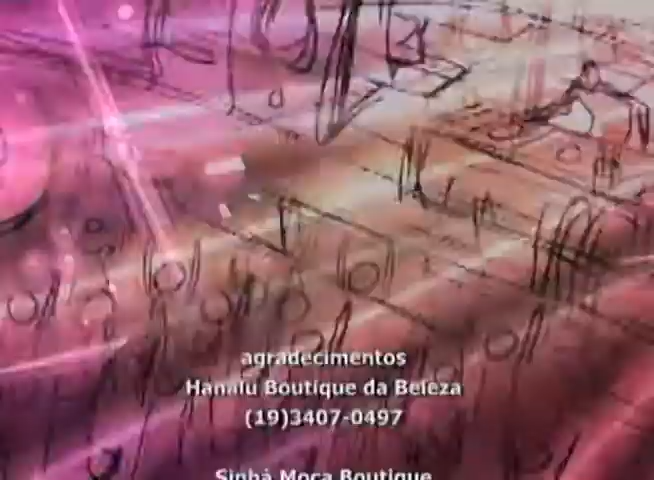 agradecimentos
Hanalu Boutique da Beleza
(19)3407-0497
Sinhá Moça Boutique